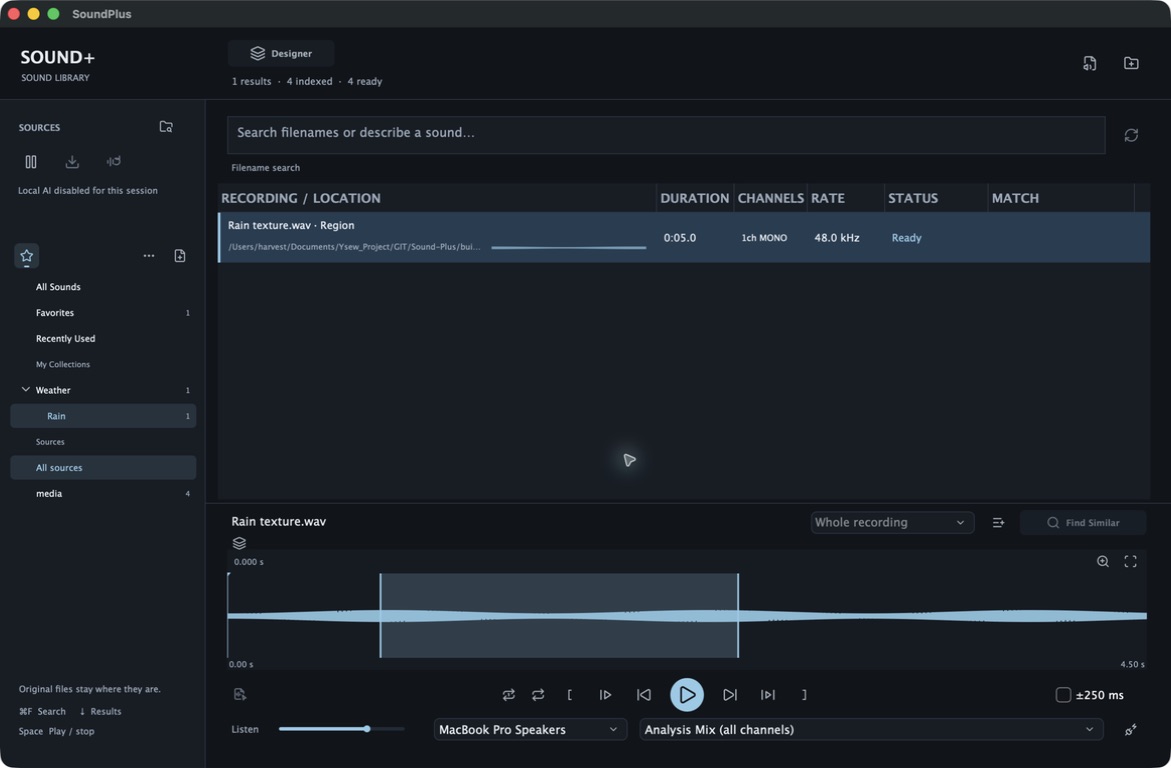 SoundPlus
SOUND+
SOUND LIBRARY
Designer
1 results · 4 indexed · 4 ready
SOURCES
Local AI disabled for this session
All Sounds
Favorites 1
Recently Used
My Collections
Weather 1
Rain 1
Sources
All sources
media 4
Original files stay where they are.
⌘F Search ↓ Results
Space Play / stop
Search filenames or describe a sound...
Filename search
RECORDING / LOCATION DURATION CHANNELS RATE STATUS MATCH
Rain texture.wav · Region
/Users/harvest/Documents/Ysew_Project/GIT/Sound-Plus/bui...
0:05.0 1ch MONO 48.0 kHz Ready
Rain texture.wav
Whole recording
Find Similar
0.000 s
0.00 s 4.50 s
[ ]
±250 ms
Listen
MacBook Pro Speakers
Analysis Mix (all channels)